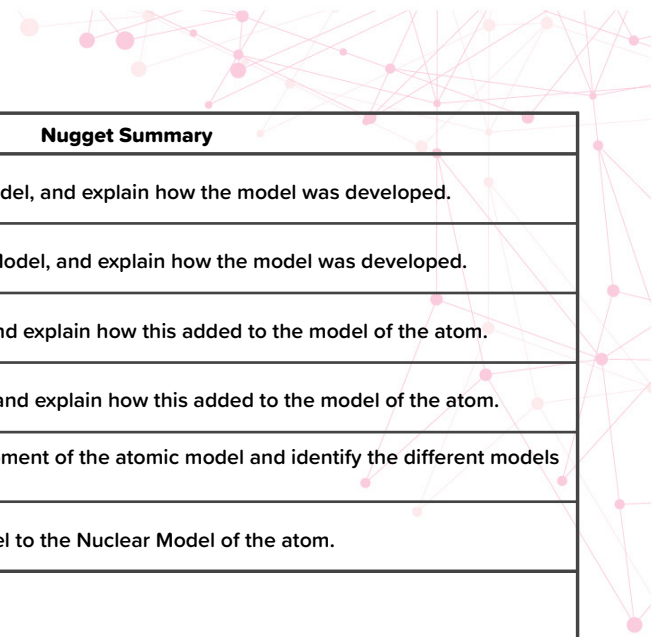 Nugget Summary
del, and explain how the model was developed.
odel, and explain how the model was developed.
nd explain how this added to the model of the atom.
and explain how this added to the model of the atom.
ment of the atomic model and identify the different models
el to the Nuclear Model of the atom.